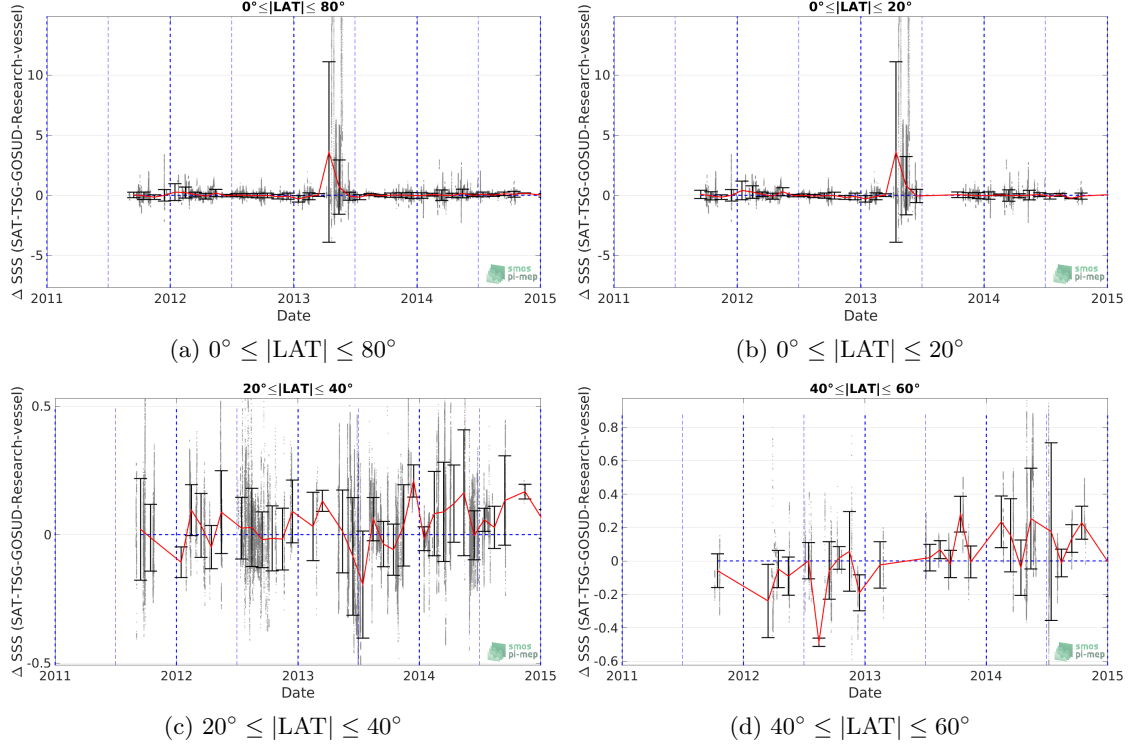 0°≤|LAT|≤ 80°
Δ SSS (SAT-TSG-GOSUD-Research-vessel)
10
5
0
-5
smos
pi-mep
2011 2012 2013 2014 2015
Date
(a) 0° ≤ |LAT| ≤ 80°
0°≤|LAT|≤ 20°
Δ SSS (SAT-TSG-GOSUD-Research-vessel)
10
5
0
-5
smos
pi-mep
2011 2012 2013 2014 2015
Date
(b) 0° ≤ |LAT| ≤ 20°
20°≤|LAT|≤ 40°
Δ SSS (SAT-TSG-GOSUD-Research-vessel)
0.5
0
-0.5
smos
pi-mep
2011 2012 2013 2014 2015
Date
(c) 20° ≤ |LAT| ≤ 40°
40°≤|LAT|≤ 60°
Δ SSS (SAT-TSG-GOSUD-Research-vessel)
0.8
0.6
0.4
0.2
0
-0.2
-0.4
-0.6
smos
pi-mep
2011 2012 2013 2014 2015
Date
(d) 40° ≤ |LAT| ≤ 60°